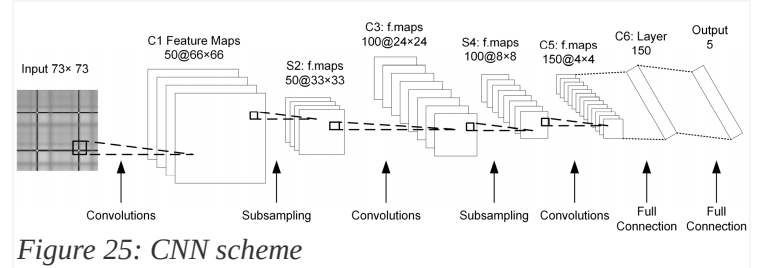 Input 73× 73
C1 Feature Maps
50@66×66
S2: f.maps
50@33×33
C3: f.maps
100@24×24
S4: f.maps
100@8×8
C5: f.maps
150@4×4
C6: Layer
150
Output
5
Convolutions
Subsampling
Convolutions
Subsampling
Convolutions
Full
Connection
Full
Connection
Figure 25: CNN scheme